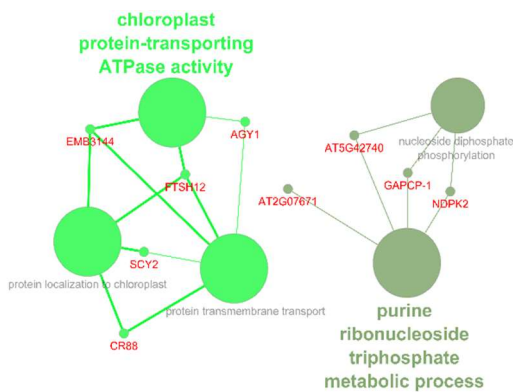 chloroplast
protein-transporting
ATPase activity
EMB3144
AGY1
FTSH12
SCY2
protein localization to chloroplast
protein transmembrane transport
CR88
nucleoside diphosphate
phosphorylation
AT5G42740
GAPCP-1
NDPK2
AT2G07671
purine
ribonucleoside
triphosphate
metabolic process